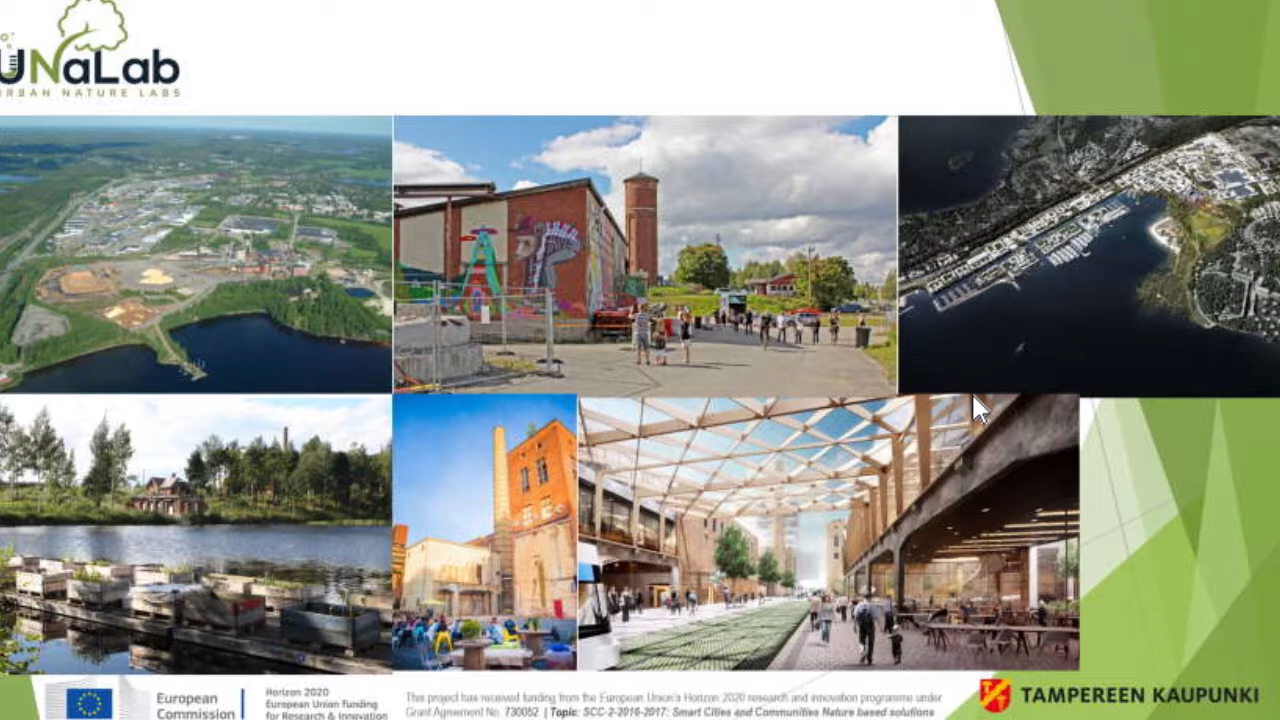 UNaLab
URBAN NATURE LABS
European
Commission
Horizon 2020
European Union funding
for Research & Innovation
This project has received funding from the European Union's Horizon 2020 research and innovation programme under
Grant Agreement No. 730052 | Topic: SCC-2-2016-2017: Smart Cities and Communities Nature based solutions
TAMPEREEN KAUPUNKI